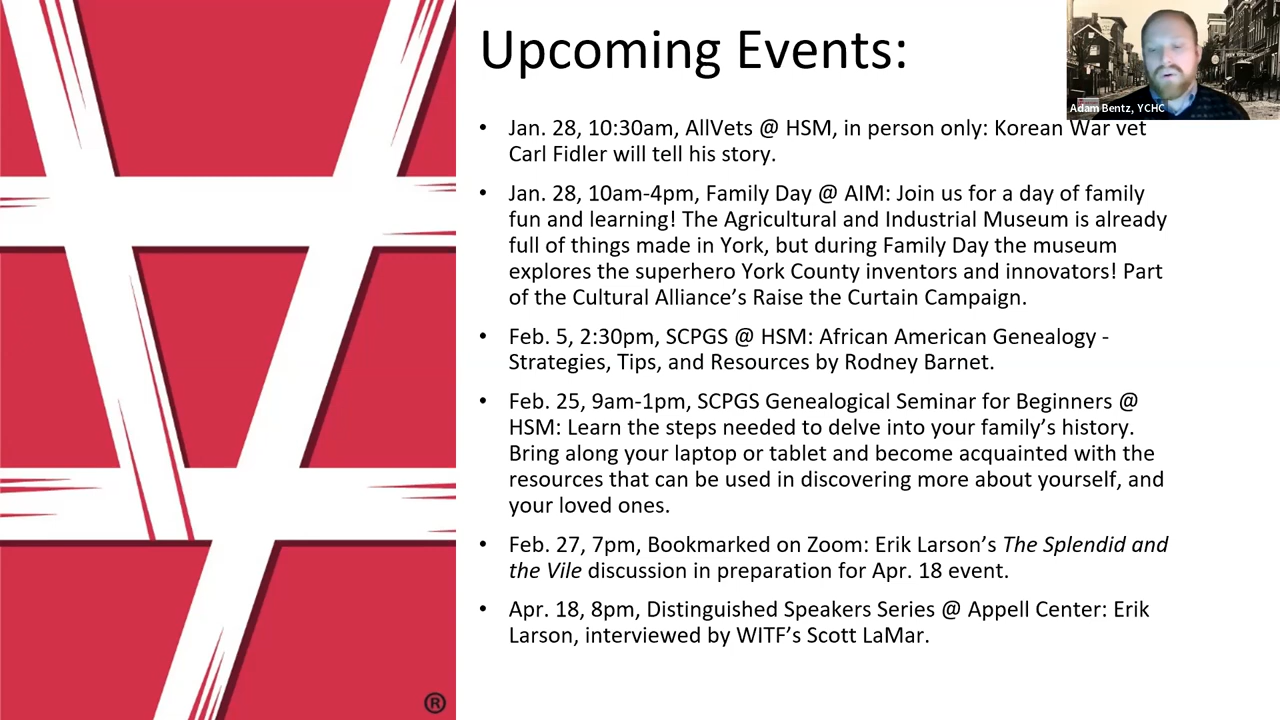 Upcoming Events:
Adam Bentz, YCHC
• Jan. 28, 10:30am, AllVets @ HSM, in person only: Korean War vet
Carl Fidler will tell his story.
• Jan. 28, 10am-4pm, Family Day @ AIM: Join us for a day of family
fun and learning! The Agricultural and Industrial Museum is already
full of things made in York, but during Family Day the museum
explores the superhero York County inventors and innovators! Part
of the Cultural Alliance’s Raise the Curtain Campaign.
• Feb. 5, 2:30pm, SCPGS @ HSM: African American Genealogy -
Strategies, Tips, and Resources by Rodney Barnet.
• Feb. 25, 9am-1pm, SCPGS Genealogical Seminar for Beginners @
HSM: Learn the steps needed to delve into your family’s history.
Bring along your laptop or tablet and become acquainted with the
resources that can be used in discovering more about yourself, and
your loved ones.
• Feb. 27, 7pm, Bookmarked on Zoom: Erik Larson’s The Splendid and
the Vile discussion in preparation for Apr. 18 event.
• Apr. 18, 8pm, Distinguished Speakers Series @ Appell Center: Erik
Larson, interviewed by WITF’s Scott LaMar.
®